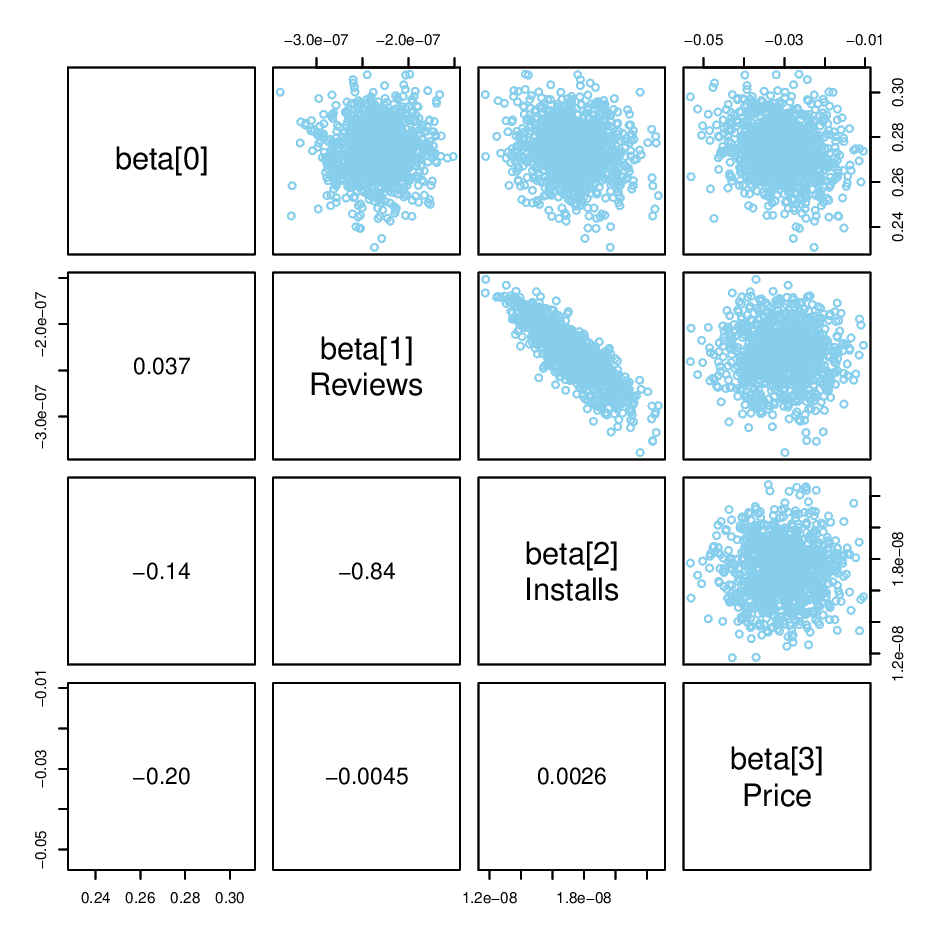 −3.0e−07 −2.0e−07 −0.05 −0.03 −0.01
beta[0]
0.24 0.26 0.28 0.30
−3.0e−07 −2.0e−07
0.037
beta[1]
Reviews
−0.14
−0.84
beta[2]
Installs
1.2e−08 1.8e−08
−0.05 −0.03 −0.01
−0.20
−0.0045
0.0026
beta[3]
Price
0.24 0.26 0.28 0.30 1.2e−08 1.8e−08